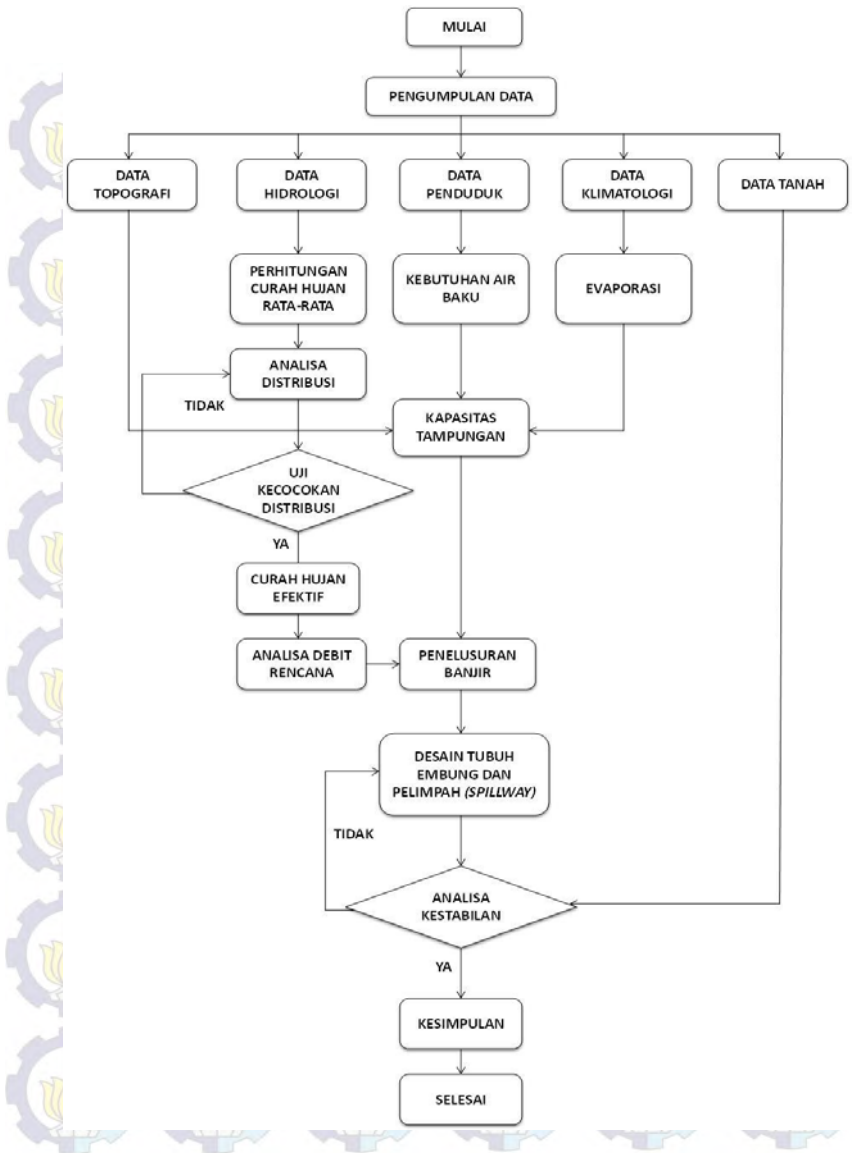 MULAI
PENGUMPULAN DATA
DATA
TOPOGRAFI
DATA
HIDROLOGI
DATA
PENDUDUK
DATA
KLIMATOLOGI
DATA TANAH
PERHITUNGAN
CURAH HUJAN
RATA-RATA
KEBUTUHAN AIR
BAKU
EVAPORASI
ANALISA
DISTRIBUSI
TIDAK
KAPASITAS
TAMPUNGAN
UJI
KECOCOKAN
DISTRIBUSI
YA
CURAH HUJAN
EFEKTIF
ANALISA DEBIT
RENCANA
PENELUSURAN
BANJIR
DESAIN TUBUH
EMBUNG DAN
PELIMPAH (SPILLWAY)
TIDAK
ANALISA
KESTABILAN
YA
KESIMPULAN
SELESAI